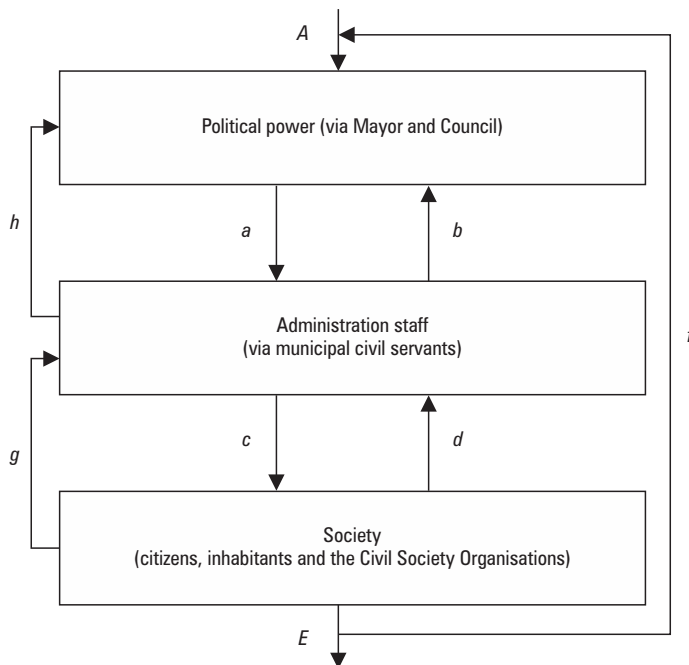 A
Political power (via Mayor and Council)
h
a
b
Administration staff
(via municipal civil servants)
g
c
d
Society
(citizens, inhabitants and the Civil Society Organisations)
E